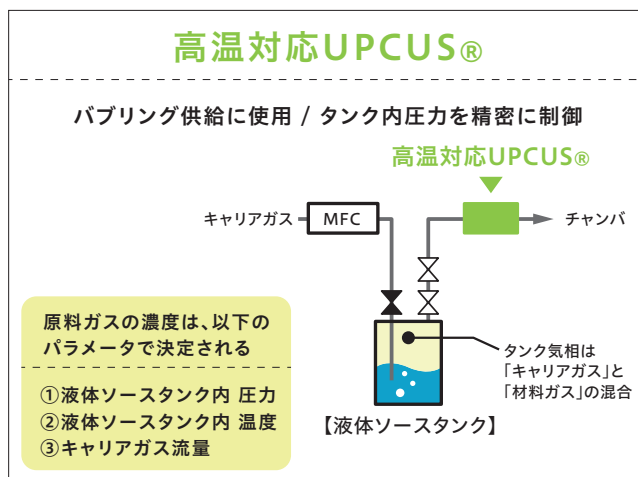 高温対応UPCUS®
バブリング供給に使用 / タンク内圧力を精密に制御
高温対応UPCUS®
キャリアガス
MFC
チャンバ
原料ガスの濃度は、以下の
パラメータで決定される
①液体ソースタンク内 圧力
②液体ソースタンク内 温度
③キャリアガス流量
タンク気相は
「キャリアガス」と
「材料ガス」の混合
【液体ソースタンク】